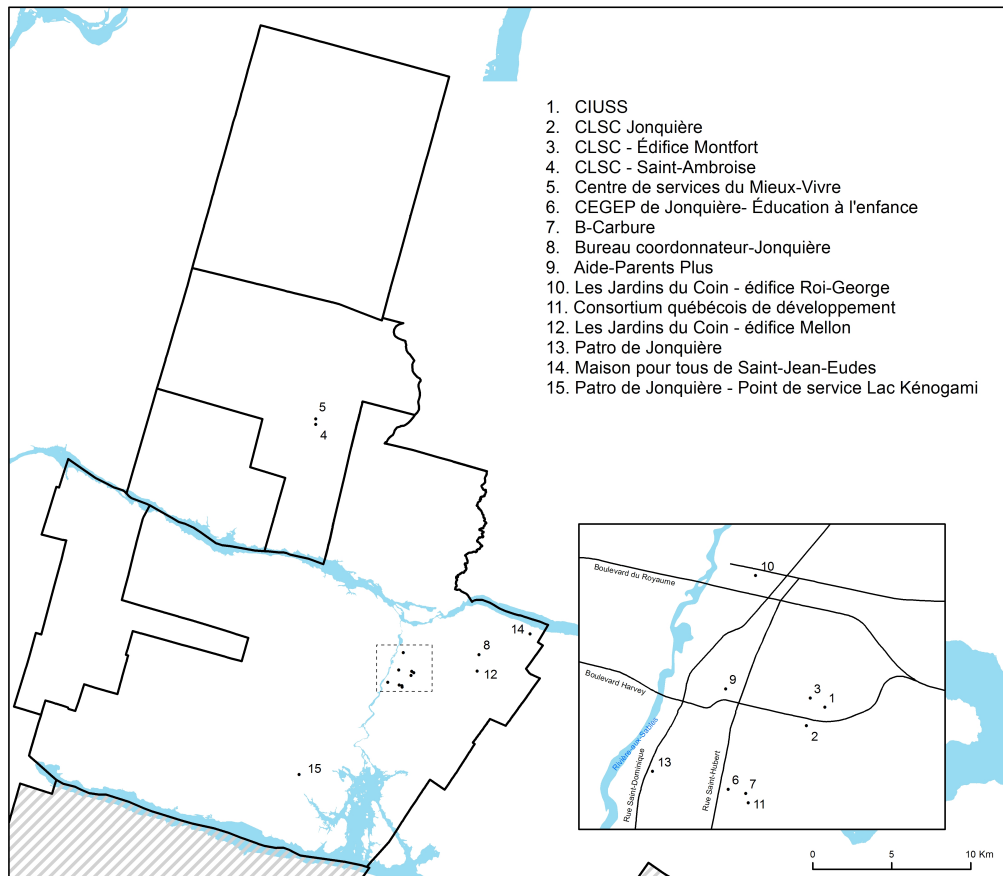 1. CIUSS
2. CLSC Jonquière
3. CLSC - Édifice Montfort
4. CLSC - Saint-Ambroise
5. Centre de services du Mieux-Vivre
6. CEGEP de Jonquière- Éducation à l'enfance
7. B-Carbure
8. Bureau coordonnateur-Jonquière
9. Aide-Parents Plus
10. Les Jardins du Coin - édifice Roi-George
11. Consortium québécois de développement
12. Les Jardins du Coin - édifice Mellon
13. Patro de Jonquière
14. Maison pour tous de Saint-Jean-Eudes
15. Patro de Jonquière - Point de service Lac Kénogami
5
4
14
8
12
15
10
Boulevard du Royaume
Boulevard Harvey
9
3
1
2
Rivière-aux-Sables
13
Rue Saint-Dominique
Rue Saint-Hubert
6
7
11
0 5 10 Km